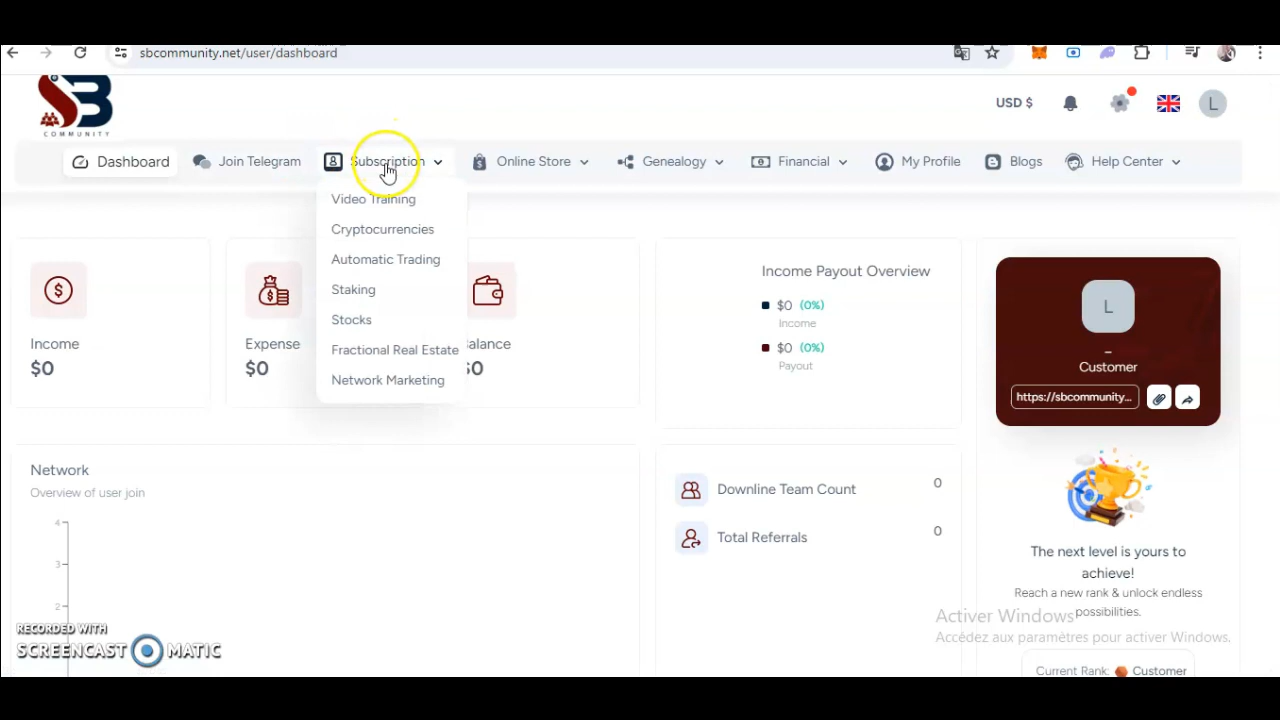 sbcommunity.net/user/dashboard
SB
COMMUNITY
USD $
L
Dashboard
Join Telegram
Subscription
Online Store
Genealogy
Financial
My Profile
Blogs
Help Center
Video Training
Cryptocurrencies
Automatic Trading
Staking
Stocks
Fractional Real Estate
Network Marketing
Income
$0
Expense
$0
Balance
$0
Income Payout Overview
$0 (0%)
Income
$0 (0%)
Payout
L
_
Customer
https://sbcommunity...
Network
Overview of user join
4
3
2
Downline Team Count
0
Total Referrals
0
The next level is yours to
achieve!
Reach a new rank & unlock endless
possibilities.
Current Rank: Customer
Activer Windows
Accédez aux paramètres pour activer Windows.
RECORDED WITH
SCREENCAST MATIC